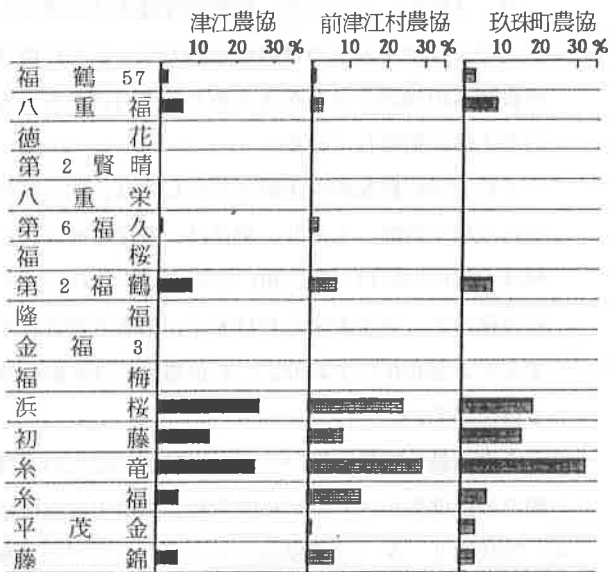 津江農協 前津江村農協 玖珠町農協
10 30% 10 30% 10 20 30%
福鶴57
八重福
徳花
第2賢晴
八重栄
第6福久
福桜
第2福鶴
隆福
金福3
福梅
浜桜
初藤
糸竜
糸福
平茂金
藤錦